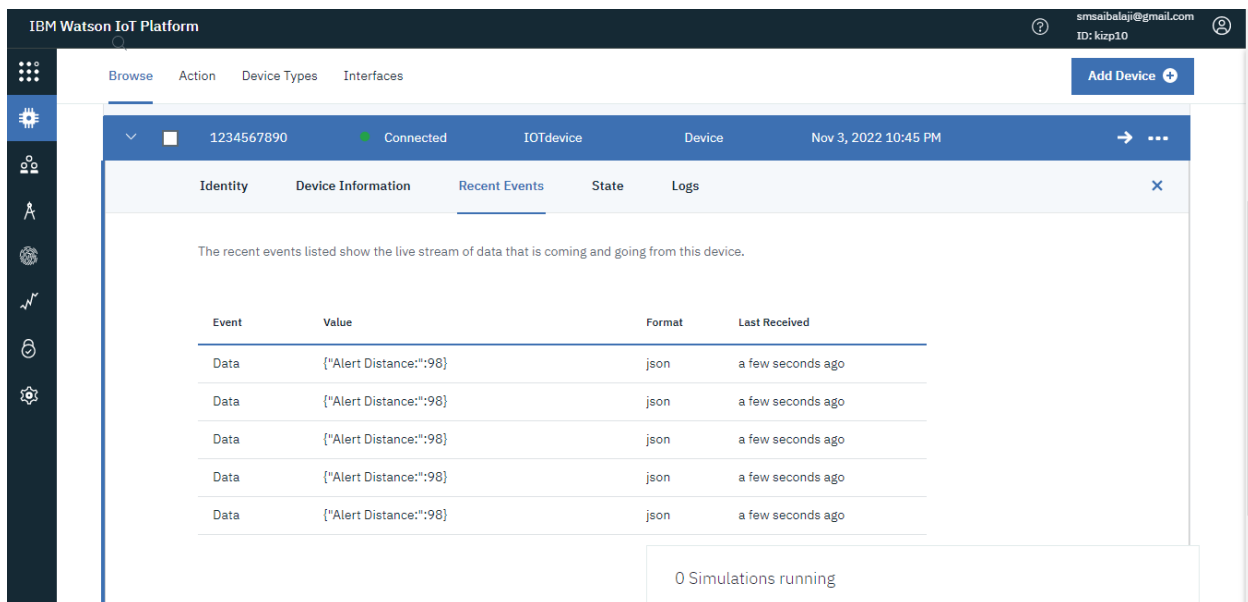 IBM Watson IoT Platform
smsaibalaji@gmail.com
ID: kizp10
Browse Action Device Types Interfaces
Add Device
1234567890 Connected IOTdevice Device Nov 3, 2022 10:45 PM
Identity Device Information Recent Events State Logs
The recent events listed show the live stream of data that is coming and going from this device.
Event Value Format Last Received
Data {"Alert Distance:":98} json a few seconds ago
Data {"Alert Distance:":98} json a few seconds ago
Data {"Alert Distance:":98} json a few seconds ago
Data {"Alert Distance:":98} json a few seconds ago
Data {"Alert Distance:":98} json a few seconds ago
0 Simulations running